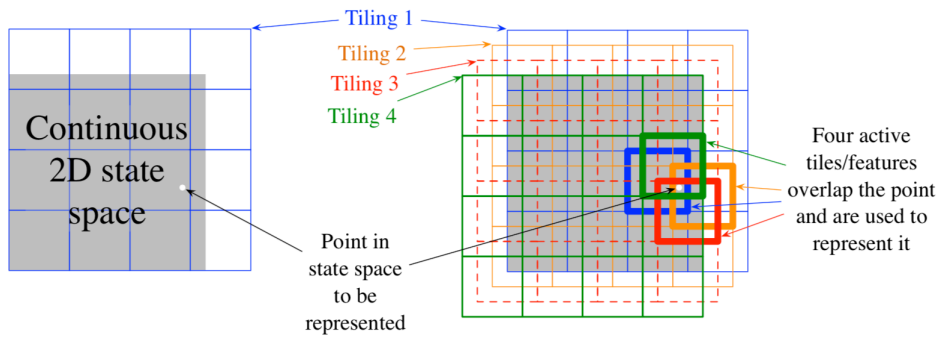 Tiling 1
Tiling 2
Tiling 3
Tiling 4
Continuous
2D state
space
Point in
state space
to be
represented
Four active
tiles/features
overlap the point
and are used to
represent it